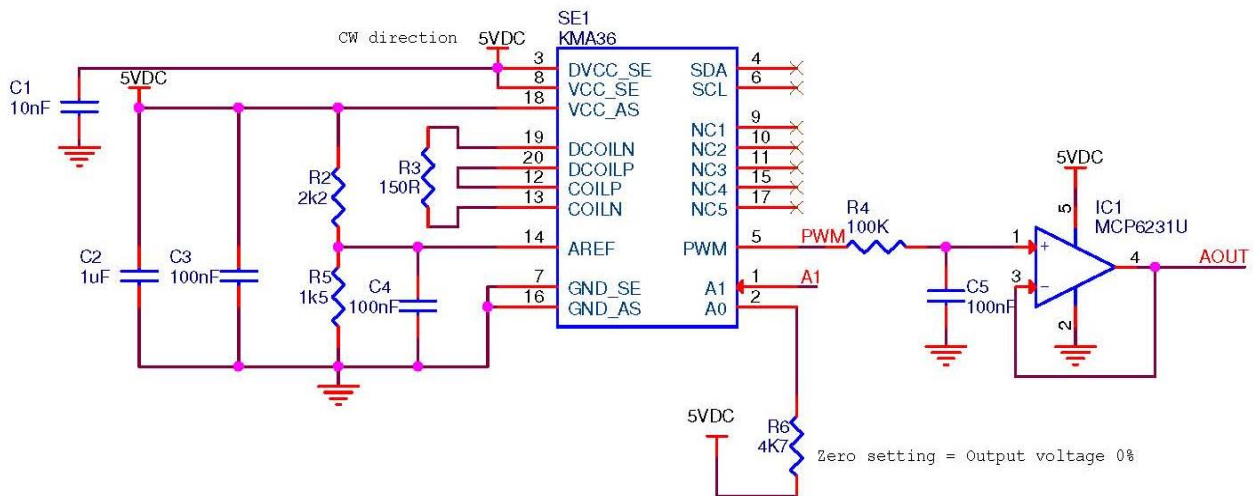 SE1
KMA36
CW direction
5VDC
5VDC
C1
10nF
3
8
18
DVCC_SE
VCC_SE
VCC_AS
SDA
SCL
4
6
19
20
12
13
DCOILN
DCOILP
COILP
COILN
NC1
NC2
NC3
NC4
NC5
9
10
11
15
17
R3
150R
R2
2k2
14
AREF
PWM
5
PWM
R4
100K
5VDC
5
IC1
MCP6231U
1
+
3
-
4
AOUT
2
C2
1uF
C3
100nF
R5
1k5
C4
100nF
7
16
GND_SE
GND_AS
A1
A0
1
2
A1
C5
100nF
5VDC
R6
4K7
Zero setting = Output voltage 0%